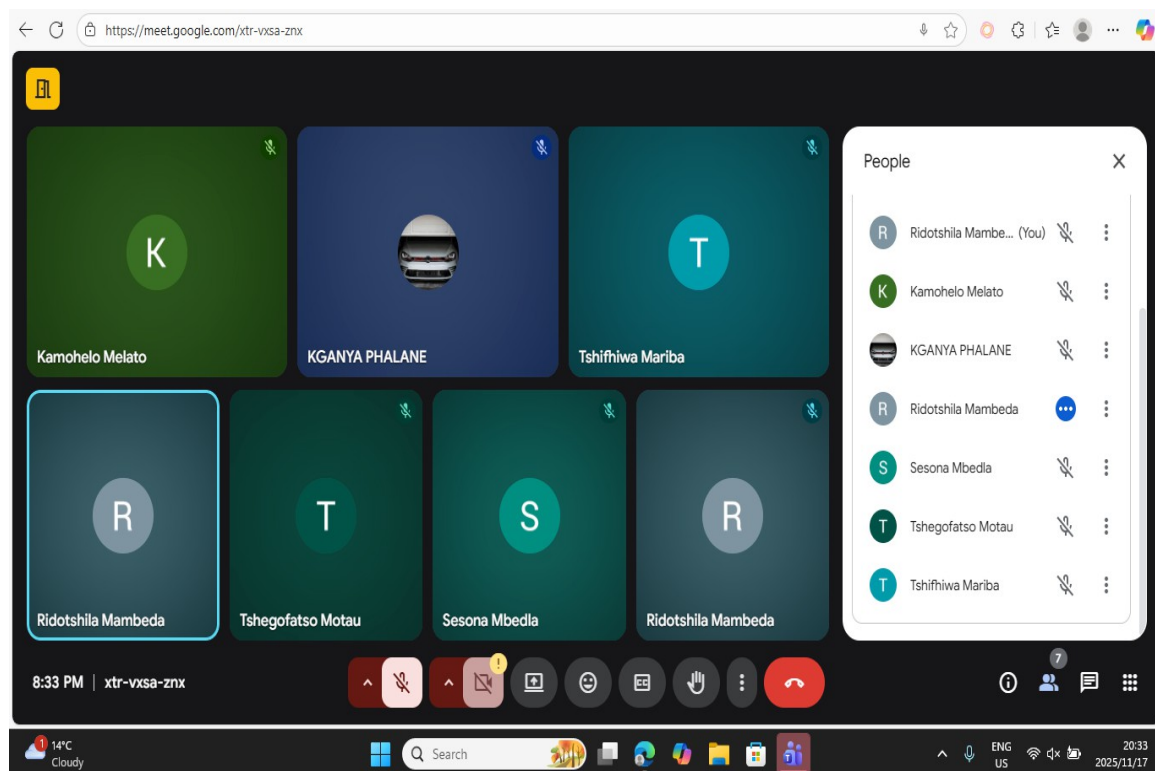 https://meet.google.com/xtr-vxsa-znx
K
Kamohelo Melato
KGANYA PHALANE
T
Tshifhiwa Mariba
R
Ridotshila Mambeda
T
Tshegofatso Motau
S
Sesona Mbedla
R
Ridotshila Mambeda
People
R Ridotshila Mambe... (You)
K Kamohelo Melato
KGANYA PHALANE
R Ridotshila Mambeda
S Sesona Mbedla
T Tshegofatso Motau
T Tshifhiwa Mariba
8:33 PM | xtr-vxsa-znx
!
CC
7
1
14°C
Cloudy
Search
ENG
US
20:33
2025/11/17